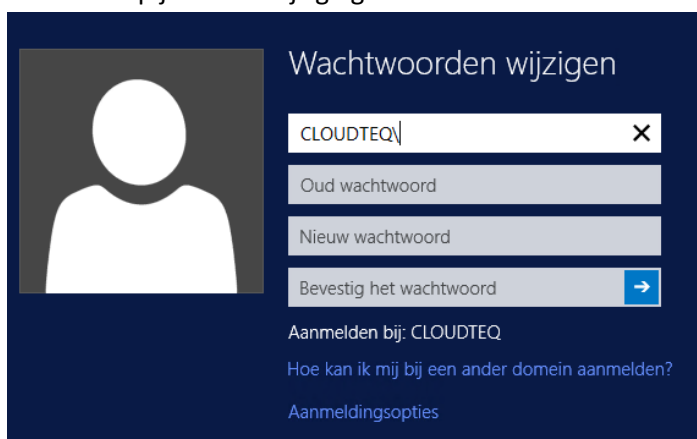 Wachtwoorden wijzigen
CLOUDTEQ\
Oud wachtwoord
Nieuw wachtwoord
Bevestig het wachtwoord
Aanmelden bij: CLOUDTEQ
Hoe kan ik mij bij een ander domein aanmelden?
Aanmeldingsopties